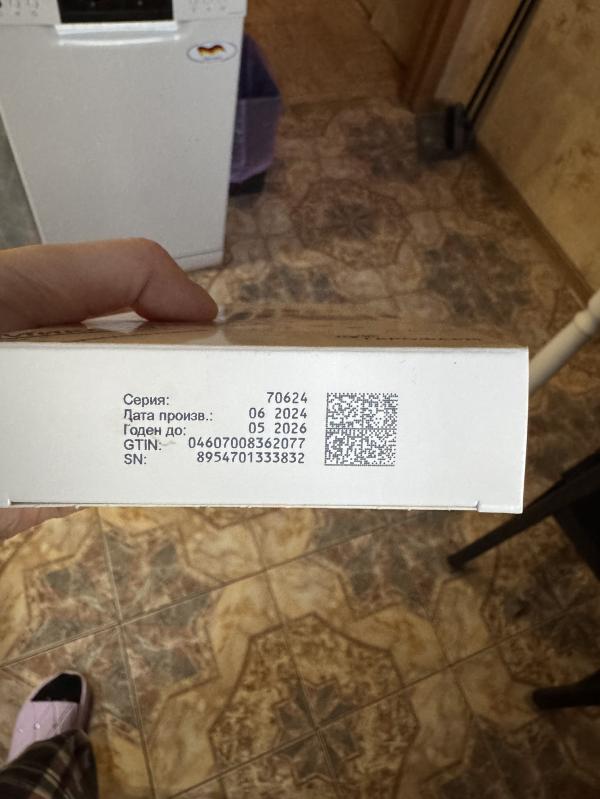 Серия: 70624
Дата произв.: 06 2024
Годен до: 05 2026
GTIN: 04607008362077
SN: 8954701333832